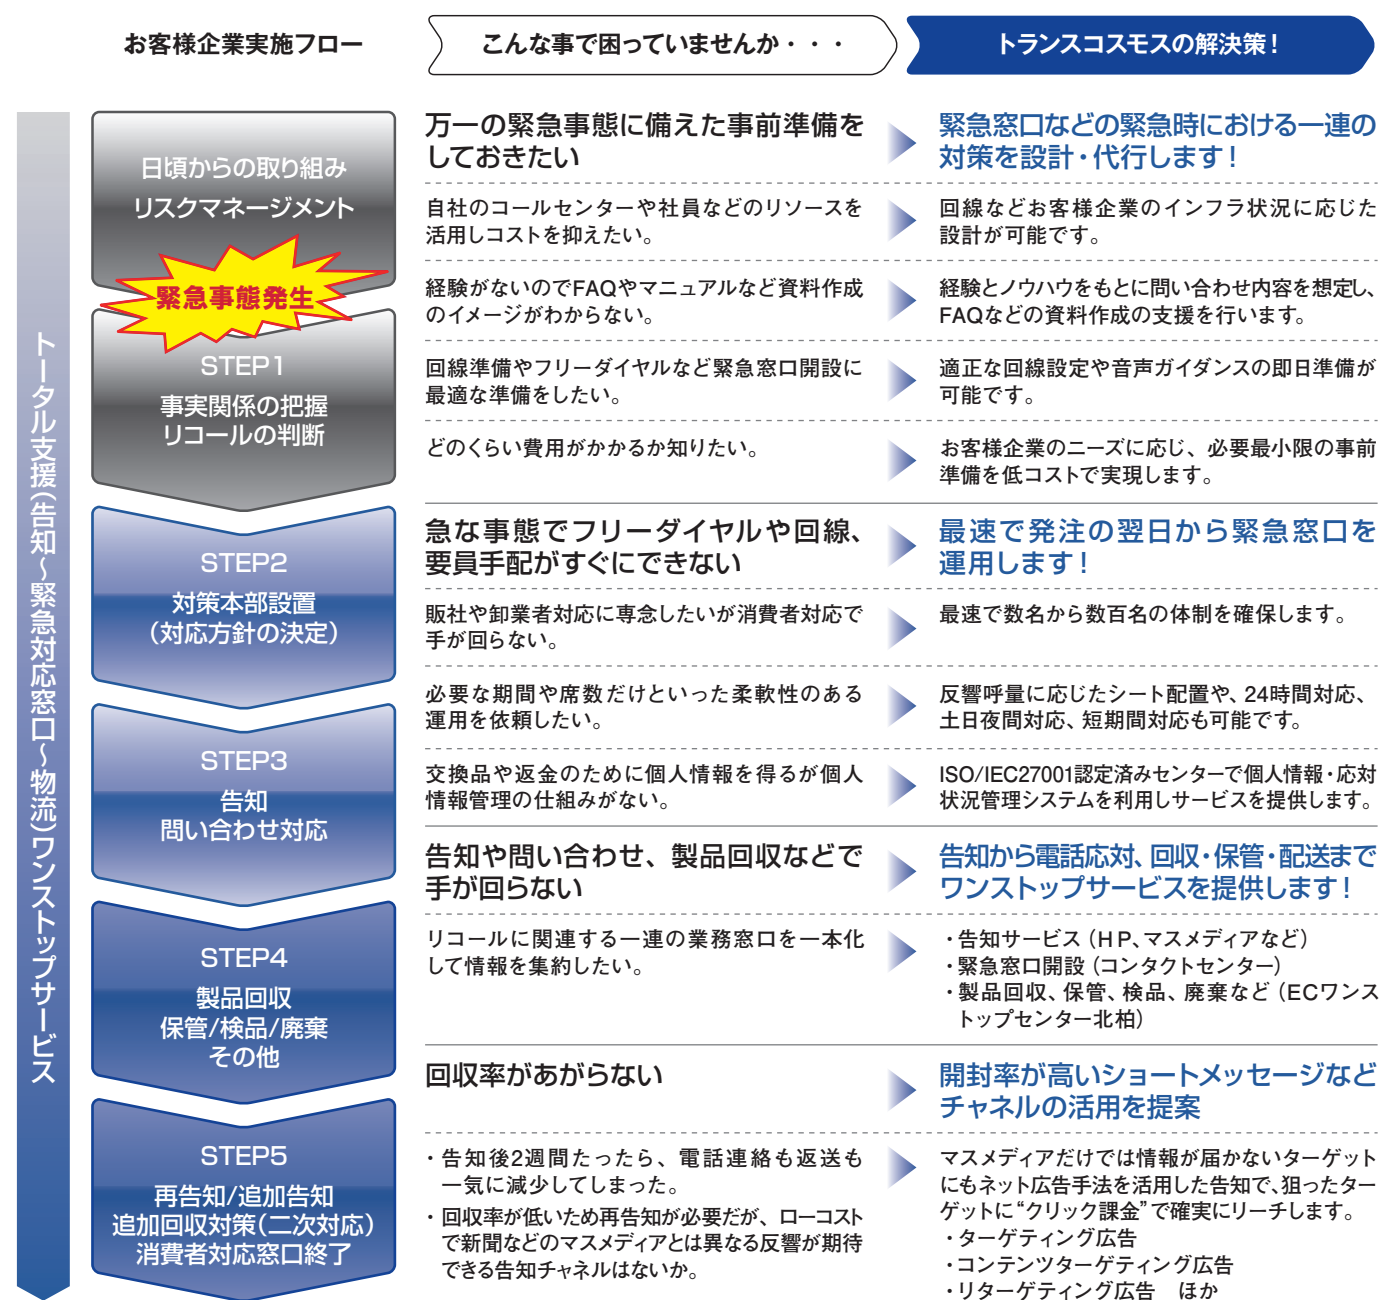 お客様企業実施フロー
こんな事で困っていませんか・・・
トランスコスモスの解決策！
トータル支援（告知～緊急対応窓口～物流）ワンストップサービス
日頃からの取り組み
リスクマネージメント
緊急事態発生
STEP1
事実関係の把握
リコールの判断
STEP2
対策本部設置
（対応方針の決定）
STEP3
告知
問い合わせ対応
STEP4
製品回収
保管/検品/廃棄
その他
STEP5
再告知/追加告知
追加回収対策（二次対応）
消費者対応窓口終了
万一の緊急事態に備えた事前準備を
しておきたい
緊急窓口などの緊急時における一連の
対策を設計・代行します！
自社のコールセンターや社員などのリソースを
活用しコストを抑えたい。
回線などお客様企業のインフラ状況に応じた
設計が可能です。
経験がないのでFAQやマニュアルなど資料作成
のイメージがわからない。
経験とノウハウをもとに問い合わせ内容を想定し、
FAQなどの資料作成の支援を行います。
回線準備やフリーダイヤルなど緊急窓口開設に
最適な準備をしたい。
適正な回線設定や音声ガイダンスの即日準備が
可能です。
どのくらい費用がかかるか知りたい。
お客様企業のニーズに応じ、必要最小限の事前
準備を低コストで実現します。
急な事態でフリーダイヤルや回線、
要員手配がすぐにできない
最速で発注の翌日から緊急窓口を
運用します！
販社や卸業者対応に専念したいが消費者対応で
手が回らない。
最速で数名から数百名の体制を確保します。
必要な期間や席数だけといった柔軟性のある
運用を依頼したい。
反響呼量に応じたシート配置や、24時間対応、
土日夜間対応、短期間対応も可能です。
交換品や返金のために個人情報を得るが個人
情報管理の仕組みがない。
ISO/IEC27001認定済みセンターで個人情報・応対
状況管理システムを利用しサービスを提供します。
告知や問い合わせ、製品回収などで
手が回らない
告知から電話応対、回収・保管・配送まで
ワンストップサービスを提供します！
リコールに関連する一連の業務窓口を一本化
して情報を集約したい。
・告知サービス（HP、マスメディアなど）
・緊急窓口開設（コンタクトセンター）
・製品回収、保管、検品、廃棄など（ECワンス
トップセンター北柏）
回収率があがらない
開封率が高いショートメッセージなど
チャネルの活用を提案
・告知後2週間たったら、電話連絡も返送も
一気に減少してしまった。
・回収率が低いため再告知が必要だが、ローコスト
で新聞などのマスメディアとは異なる反響が期待
できる告知チャネルはないか。
マスメディアだけでは情報が届かないターゲット
にもネット広告手法を活用した告知で、狙ったター
ゲットに“クリック課金”で確実にリーチします。
・ターゲティング広告
・コンテンツターゲティング広告
・リターゲティング広告　ほか